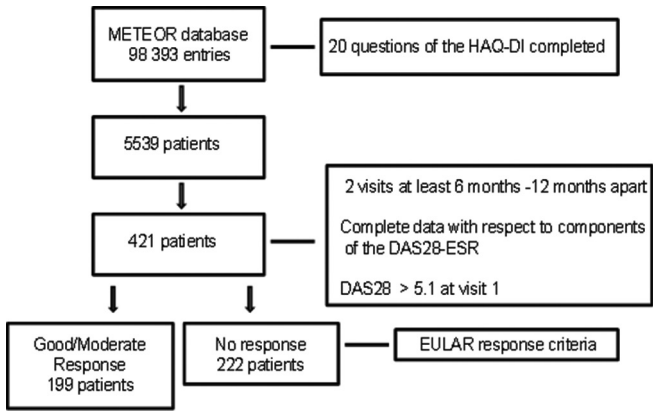 METEOR database
98 393 entries
20 questions of the HAQ-DI completed
5539 patients
2 visits at least 6 months -12 months apart
Complete data with respect to components
of the DAS28-ESR
DAS28 > 5.1 at visit 1
421 patients
Good/Moderate
Response
199 patients
No response
222 patients
EULAR response criteria